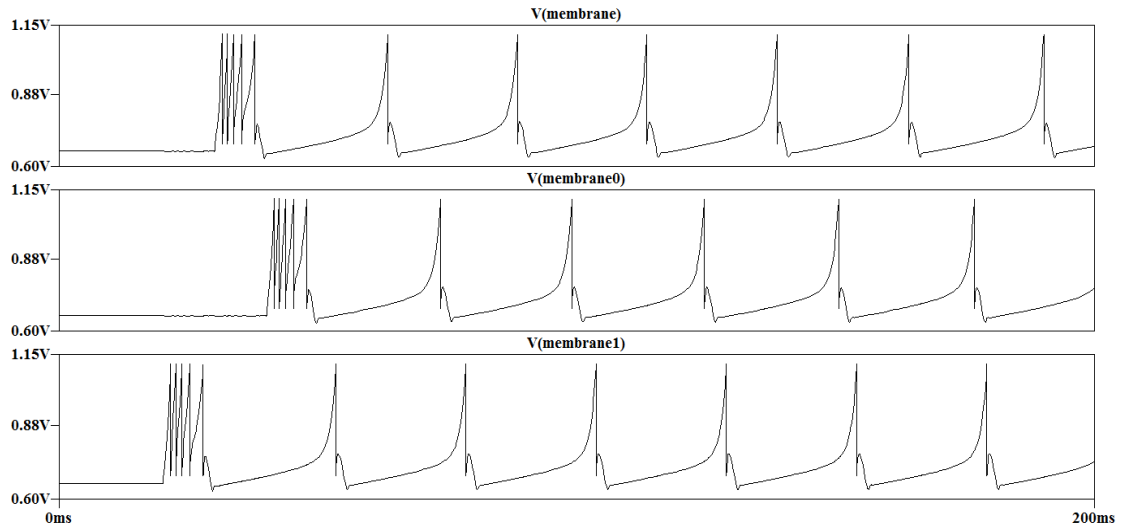 V(membrane)
1.15V
0.88V
0.60V
V(membrane0)
1.15V
0.88V
0.60V
V(membrane1)
1.15V
0.88V
0.60V
0ms 200ms